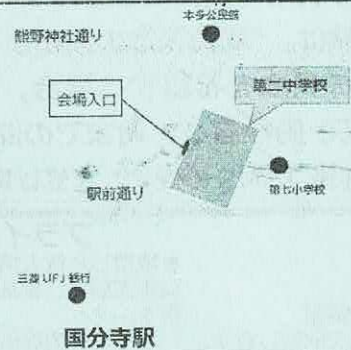 本多公民館
熊野神社通り
第二中学校
会場入口
駅前通り
第七小学校
三菱UFJ銀行
国分寺駅